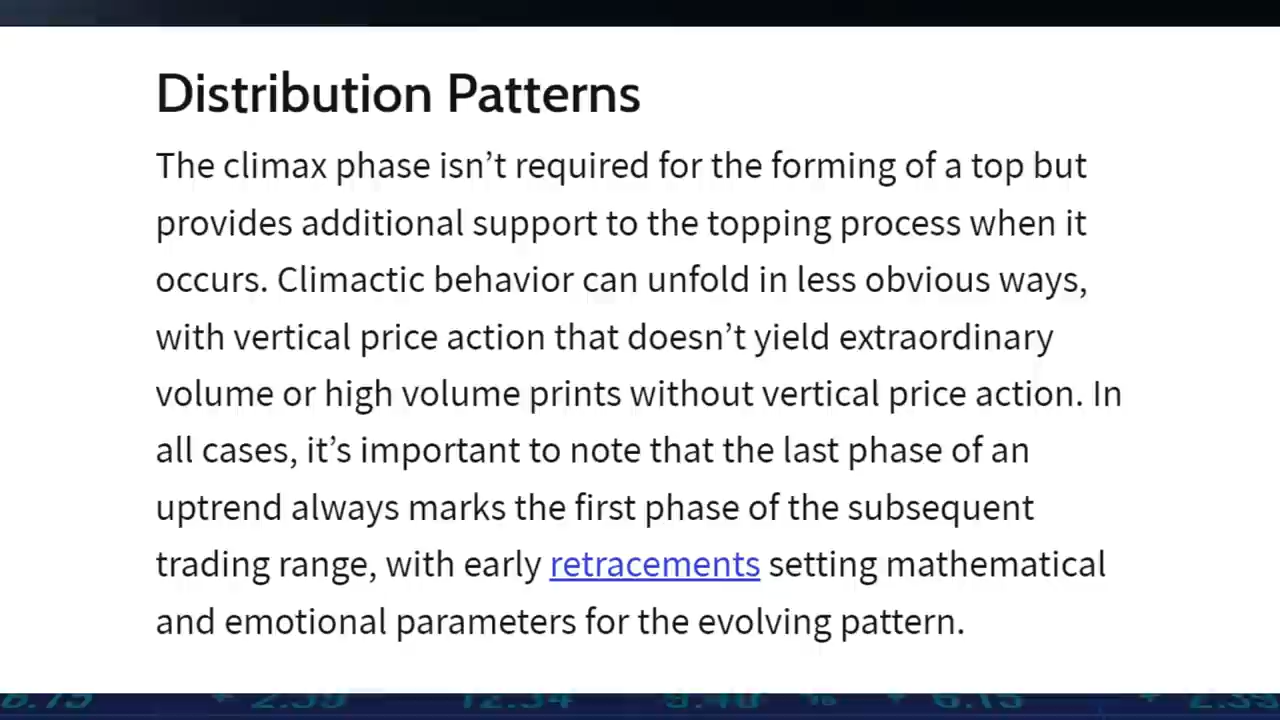 Distribution Patterns
The climax phase isn’t required for the forming of a top but
provides additional support to the topping process when it
occurs. Climactic behavior can unfold in less obvious ways,
with vertical price action that doesn’t yield extraordinary
volume or high volume prints without vertical price action. In
all cases, it’s important to note that the last phase of an
uptrend always marks the first phase of the subsequent
trading range, with early retracements setting mathematical
and emotional parameters for the evolving pattern.